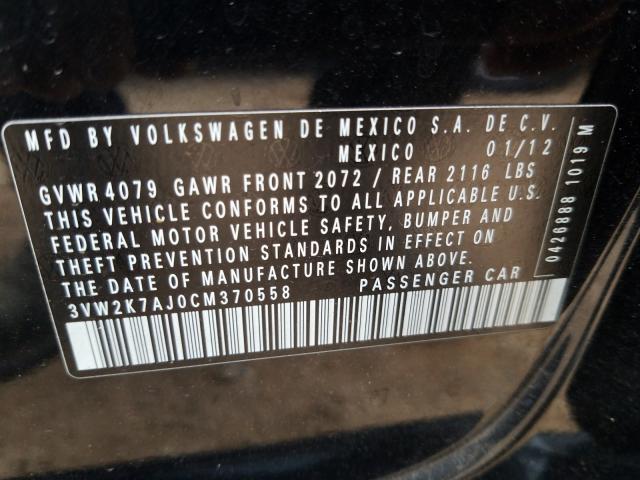 MFD BY VOLKSWAGEN DE MEXICO S.A. DE C.V.
MEXICO 01/12
GVWR 4079 GAWR FRONT 2072 / REAR 2116 LBS
THIS VEHICLE CONFORMS TO ALL APPLICABLE U.S.
FEDERAL MOTOR VEHICLE SAFETY, BUMPER AND
THEFT PREVENTION STANDARDS IN EFFECT ON
THE DATE OF MANUFACTURE SHOWN ABOVE.
3VW2K7AJ0CM370558 PASSENGER CAR
0426988 1019 M